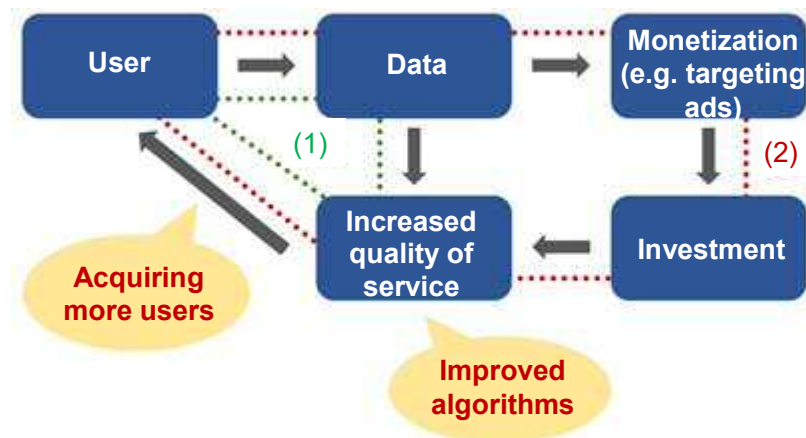 User
Data
Monetization
(e.g. targeting
ads)
(1)
(2)
Increased
quality of
service
Investment
Acquiring
more users
Improved
algorithms